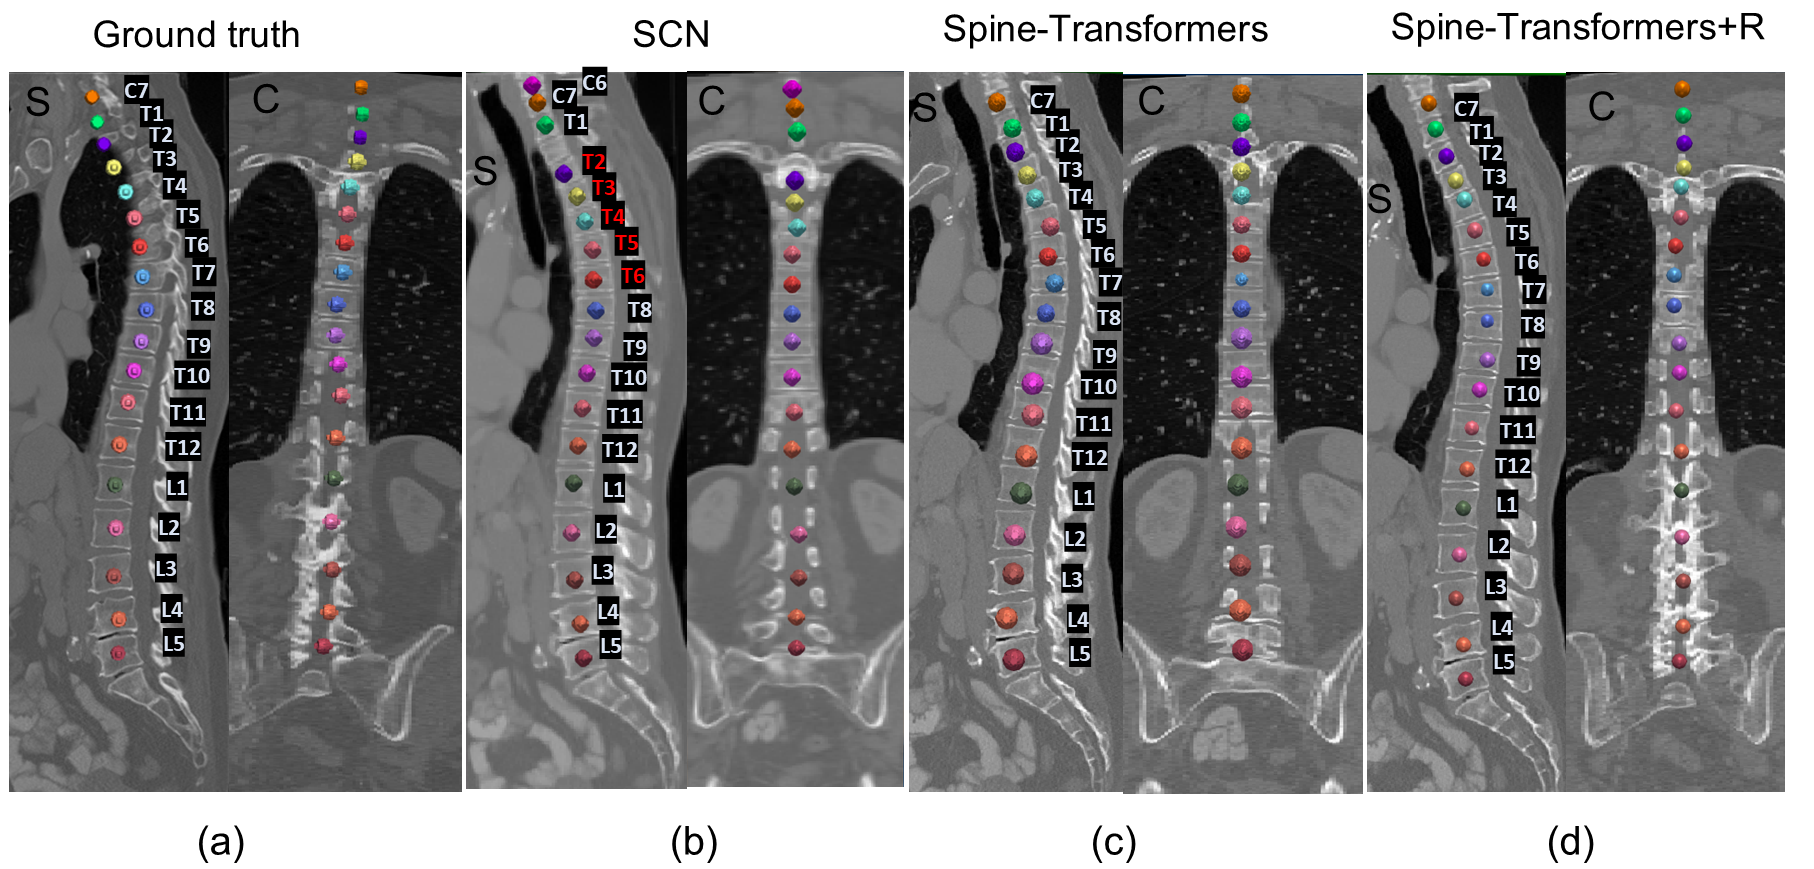 Ground truth
SCN
Spine-Transformers
Spine-Transformers+R
S
C
C7
T1
T2
T3
T4
T5
T6
T7
T8
T9
T10
T11
T12
L1
L2
L3
L4
L5
S
C
C6
C7
T1
T2
T3
T4
T5
T6
T8
T9
T10
T11
T12
L1
L2
L3
L4
L5
S
C
C7
T1
T2
T3
T4
T5
T6
T7
T8
T9
T10
T11
T12
L1
L2
L3
L4
L5
S
C
C7
T1
T2
T3
T4
T5
T6
T7
T8
T9
T10
T11
T12
L1
L2
L3
L4
L5
(a)
(b)
(c)
(d)